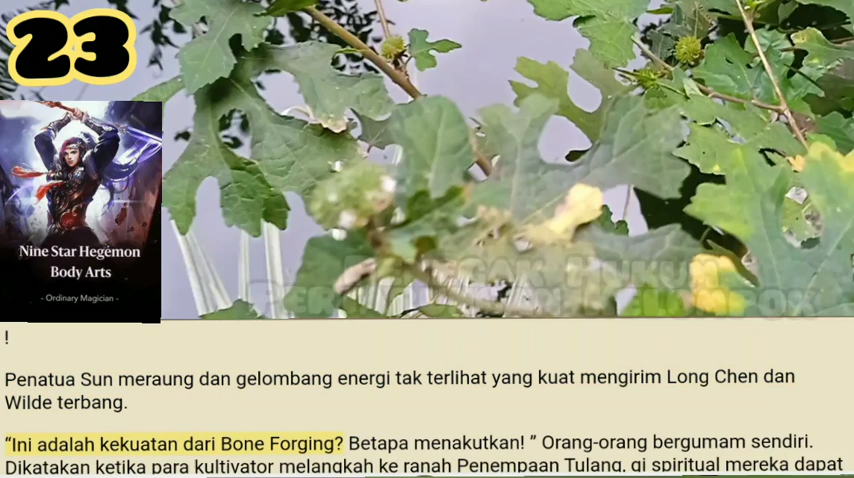 23
Nine Star Hegemon
Body Arts
- Ordinary Magician -
Penegak Hukum
!
Penatua Sun meraung dan gelombang energi tak terlihat yang kuat mengirim Long Chen dan
Wilde terbang.
“Ini adalah kekuatan dari Bone Forging? Betapa menakutkan! ” Orang-orang bergumam sendiri.
Dikatakan ketika para kultivator melangkah ke ranah Penempaan Tulang, qi spiritual mereka dapat